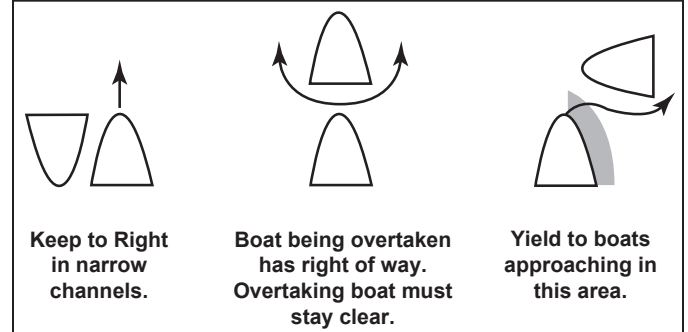 Keep to Right
in narrow
channels.
Boat being overtaken
has right of way.
Overtaking boat must
stay clear.
Yield to boats
approaching in
this area.